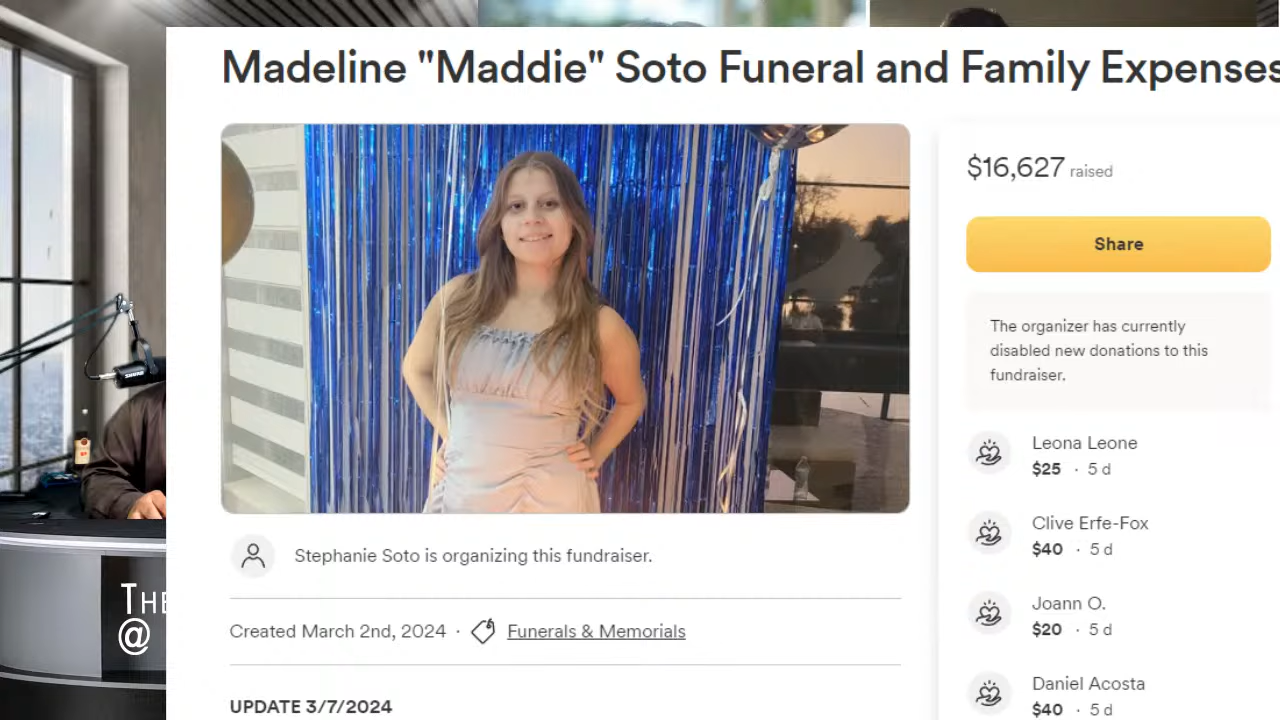 Madeline "Maddie" Soto Funeral and Family Expenses
$16,627 raised
Share
The organizer has currently
disabled new donations to this
fundraiser.
Leona Leone
$25 · 5 d
Clive Erfe-Fox
$40 · 5 d
Joann O.
$20 · 5 d
Daniel Acosta
$40 · 5 d
Stephanie Soto is organizing this fundraiser.
Created March 2nd, 2024 · Funerals & Memorials
UPDATE 3/7/2024
SHURE
THE
@